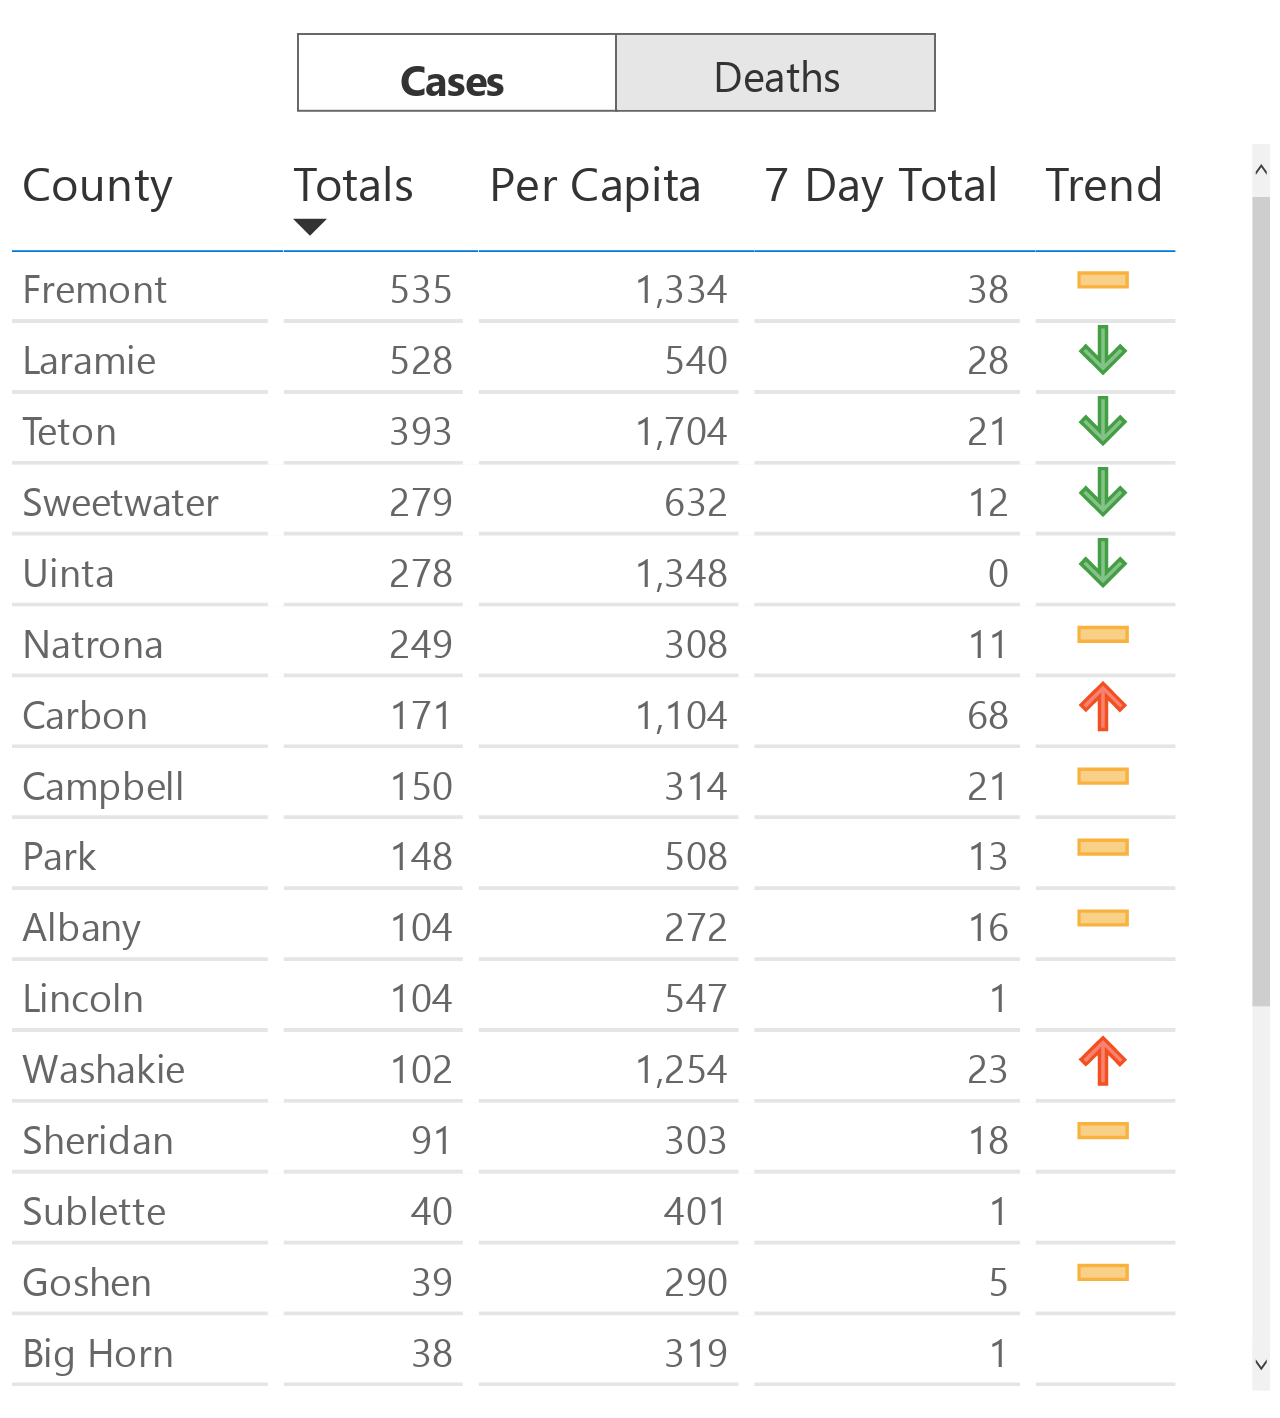 Cases Deaths
County Totals Per Capita 7 Day Total Trend
Fremont 535 1,334 38
Laramie 528 540 28
Teton 393 1,704 21
Sweetwater 279 632 12
Uinta 278 1,348 0
Natrona 249 308 11
Carbon 171 1,104 68
Campbell 150 314 21
Park 148 508 13
Albany 104 272 16
Lincoln 104 547 1
Washakie 102 1,254 23
Sheridan 91 303 18
Sublette 40 401 1
Goshen 39 290 5
Big Horn 38 319 1